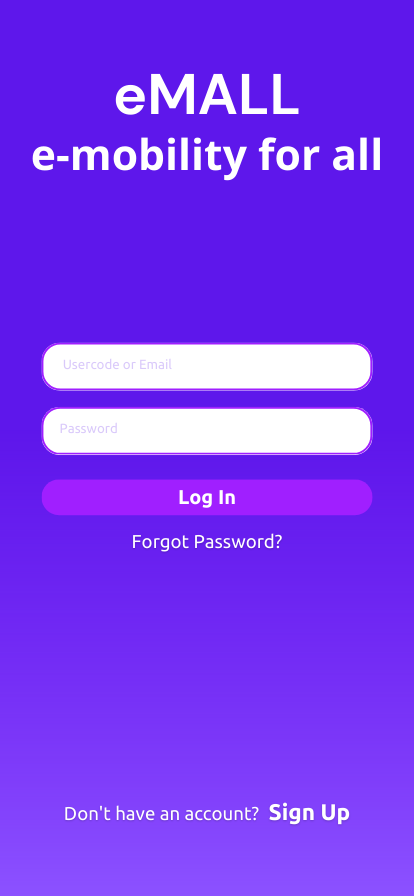 eMALL
e-mobility for all
Usercode or Email
Password
Log In
Forgot Password?
Don't have an account? Sign Up